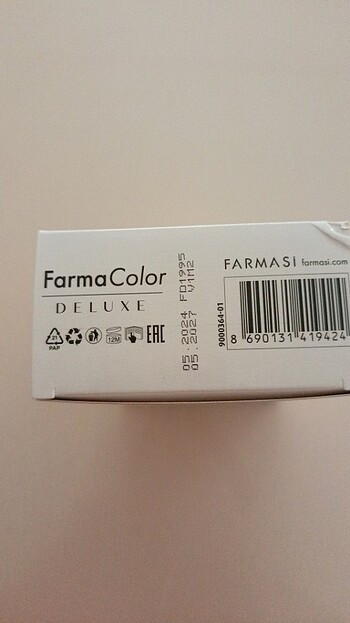 FarmaColor
DELUXE
21
PAP
12M
EAC
05.2024 FD1995
05.2027 V1M2
FARMASİ farmasi.com
9000364-01
8 690131 419424